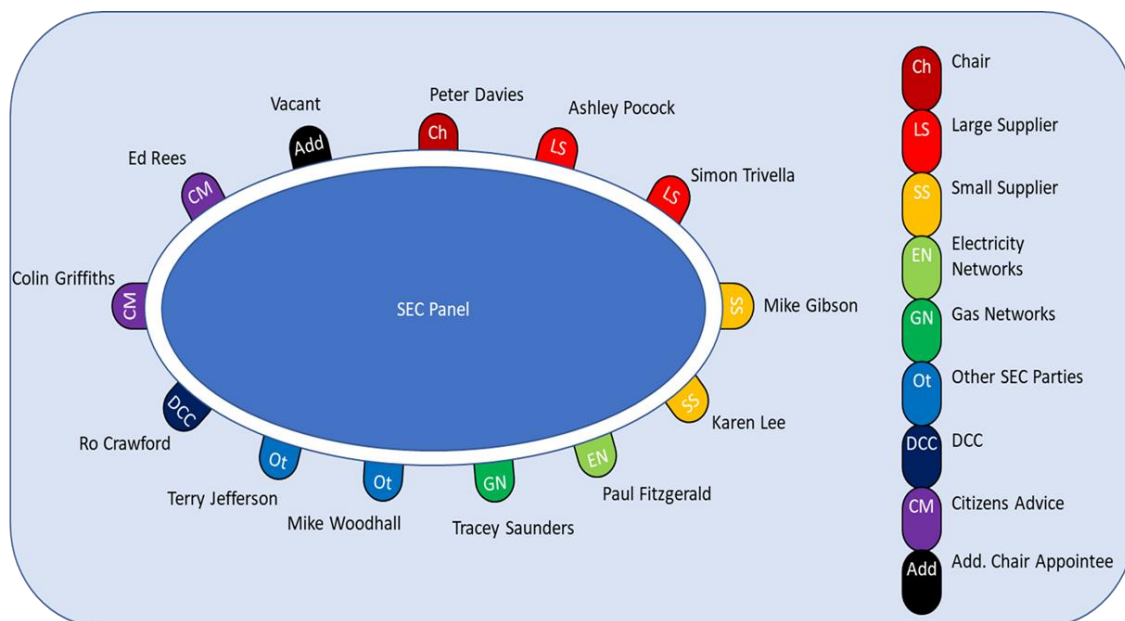 Peter Davies
Ch
Ashley Pocock
LS
Simon Trivella
LS
Mike Gibson
SS
Karen Lee
SS
Paul Fitzgerald
EN
Tracey Saunders
GN
Mike Woodhall
Ot
Terry Jefferson
Ot
Ro Crawford
DCC
Colin Griffiths
CM
Ed Rees
CM
Vacant
Add
SEC Panel
Ch
Chair
LS
Large Supplier
SS
Small Supplier
EN
Electricity
Networks
GN
Gas Networks
Ot
Other SEC Parties
DCC
DCC
CM
Citizens Advice
Add
Add. Chair Appointee